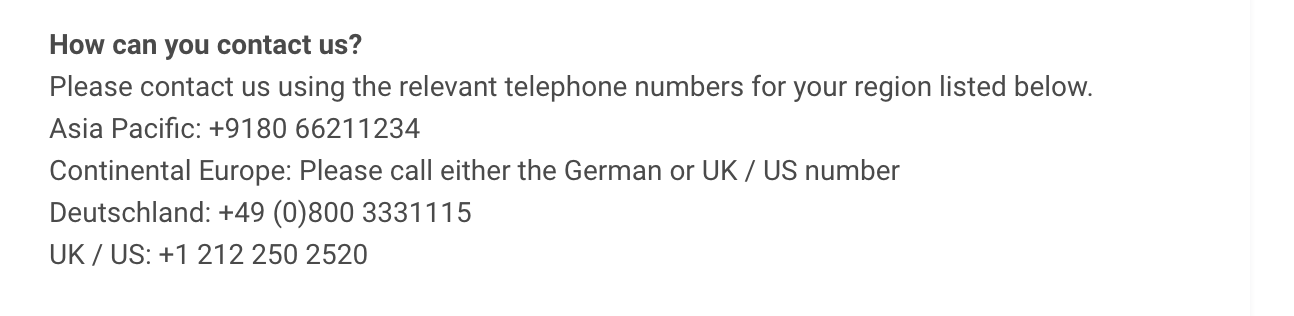 How can you contact us?
Please contact us using the relevant telephone numbers for your region listed below.
Asia Pacific: +9180 66211234
Continental Europe: Please call either the German or UK / US number
Deutschland: +49 (0)800 3331115
UK / US: +1 212 250 2520